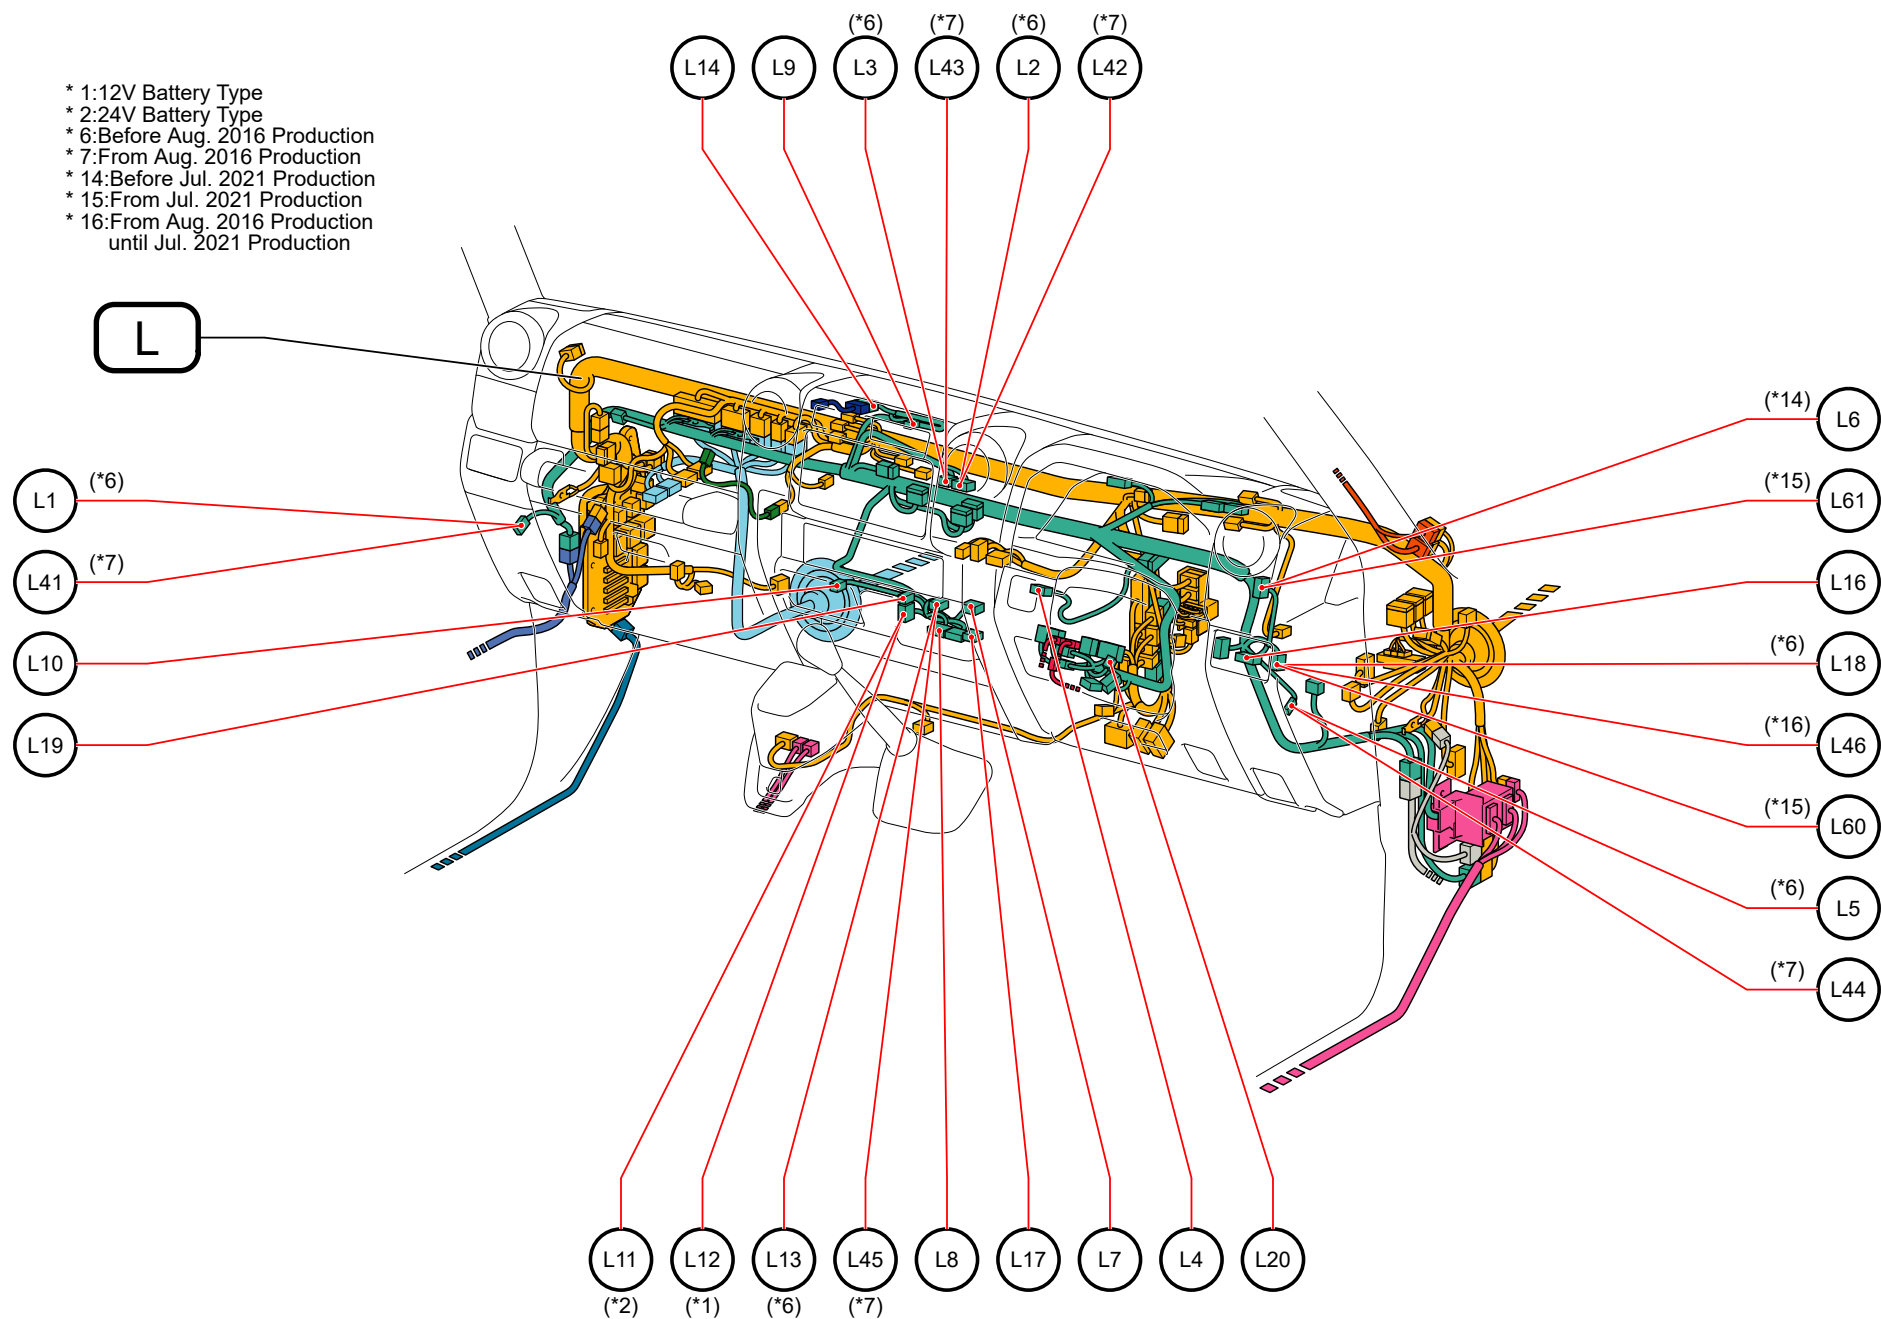 (*6) (*7) (*6) (*7)
L14 L9 L3 L43 L2 L42
* 1:12V Battery Type
* 2:24V Battery Type
* 6:Before Aug. 2016 Production
* 7:From Aug. 2016 Production
* 14:Before Jul. 2021 Production
* 15:From Jul. 2021 Production
* 16:From Aug. 2016 Production
until Jul. 2021 Production
L
L1 (*6)
L41 (*7)
L10
L19
(*14) L6
(*15) L61
L16
(*6) L18
(*16) L46
(*15) L60
(*6) L5
(*7) L44
L11 L12 L13 L45 L8 L17 L7 L4 L20
(*2) (*1) (*6) (*7)